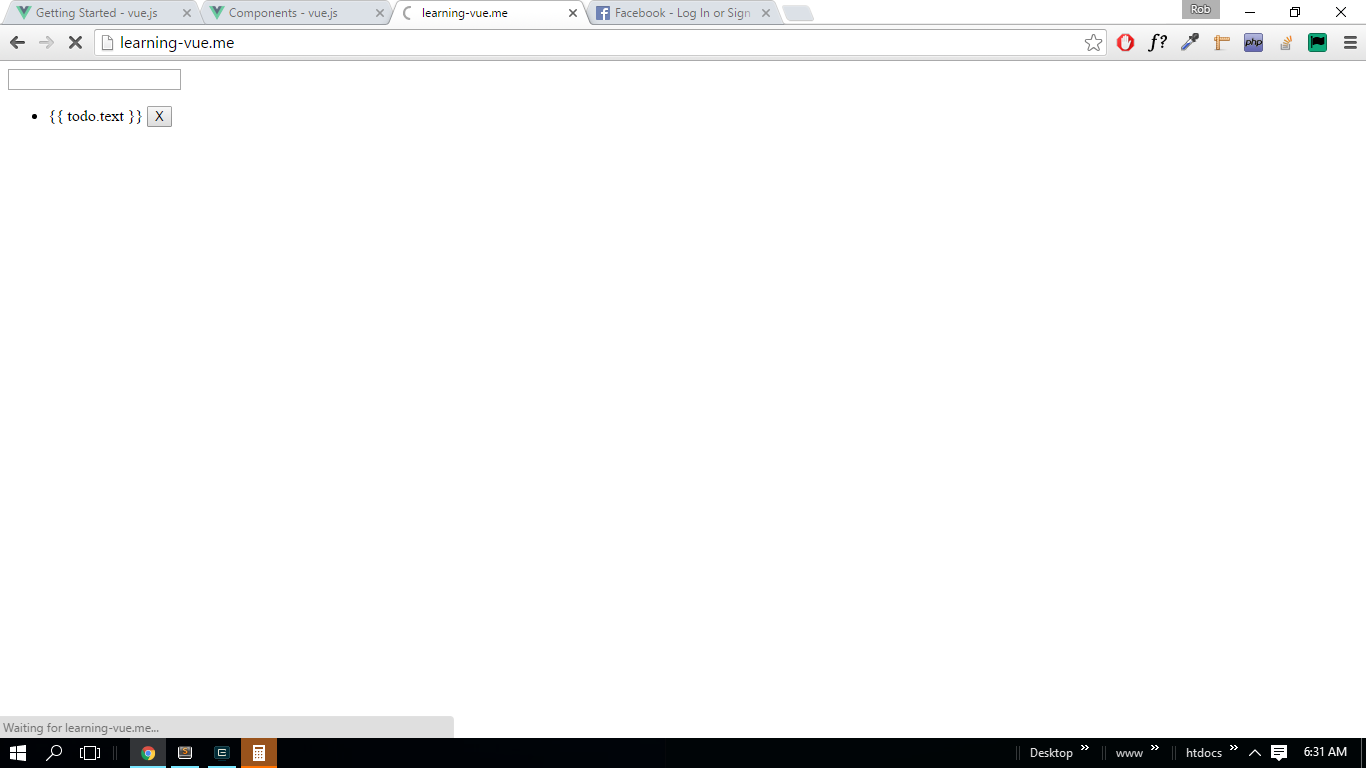 Getting Started - vue.js
Components - vue.js
learning-vue.me
Facebook - Log In or Sign
Rob
learning-vue.me
f?
php
{{ todo.text }} X
Waiting for learning-vue.me...
Desktop
www
htdocs
6:31 AM